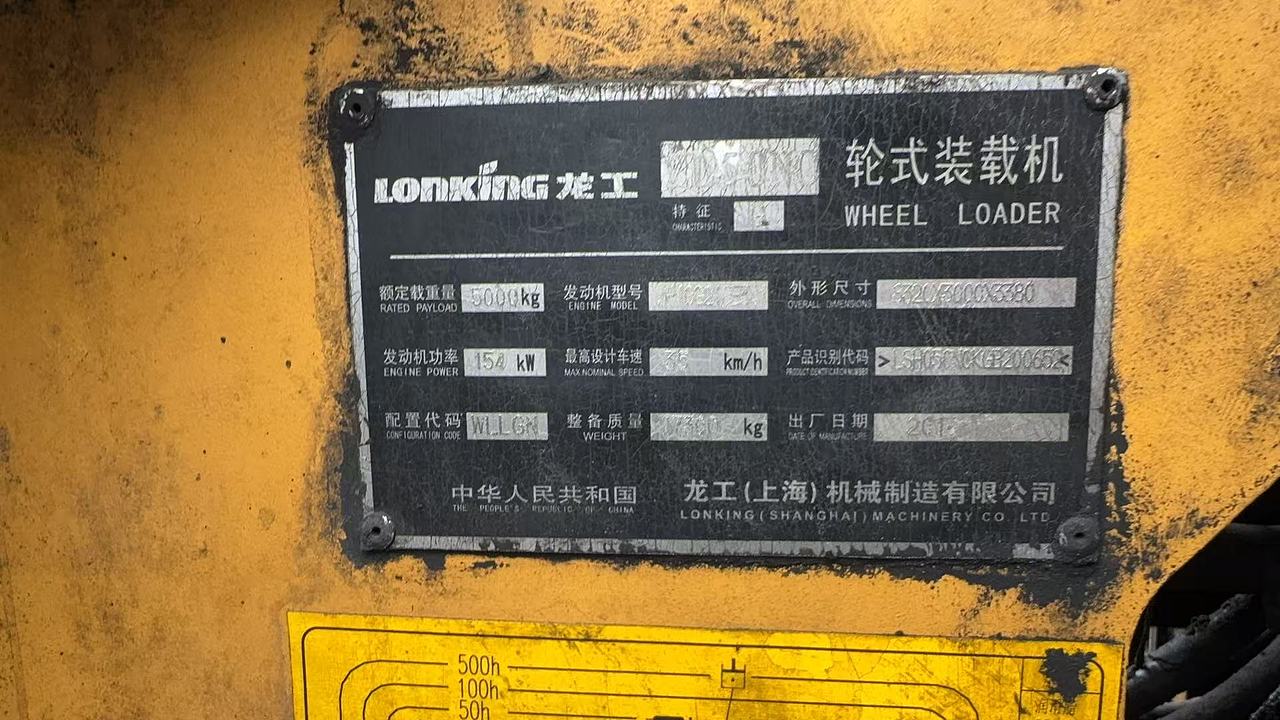 LONKING 龙工
轮式装载机
特征
CHARACTERISTIC
WHEEL LOADER
额定载重量 5000kg
RATED PAYLOAD
发动机型号
ENGINE MODEL
外形尺寸
OVERALL DIMENSIONS
发动机功率 154 kW
ENGINE POWER
最高设计车速 km/h
MAX.NOMINAL SPEED
产品识别代码
PRODUCT IDENTIFICATION NUMBER
配置代码 WLLGN
CONFIGURATION CODE
整备质量 kg
WEIGHT
出厂日期
DATE OF MANUFACTURE
中华人民共和国
THE PEOPLE'S REPUBLIC OF CHINA
龙工(上海)机械制造有限公司
LONKING(SHANGHAI)MACHINERY CO. LTD
500h
100h
50h